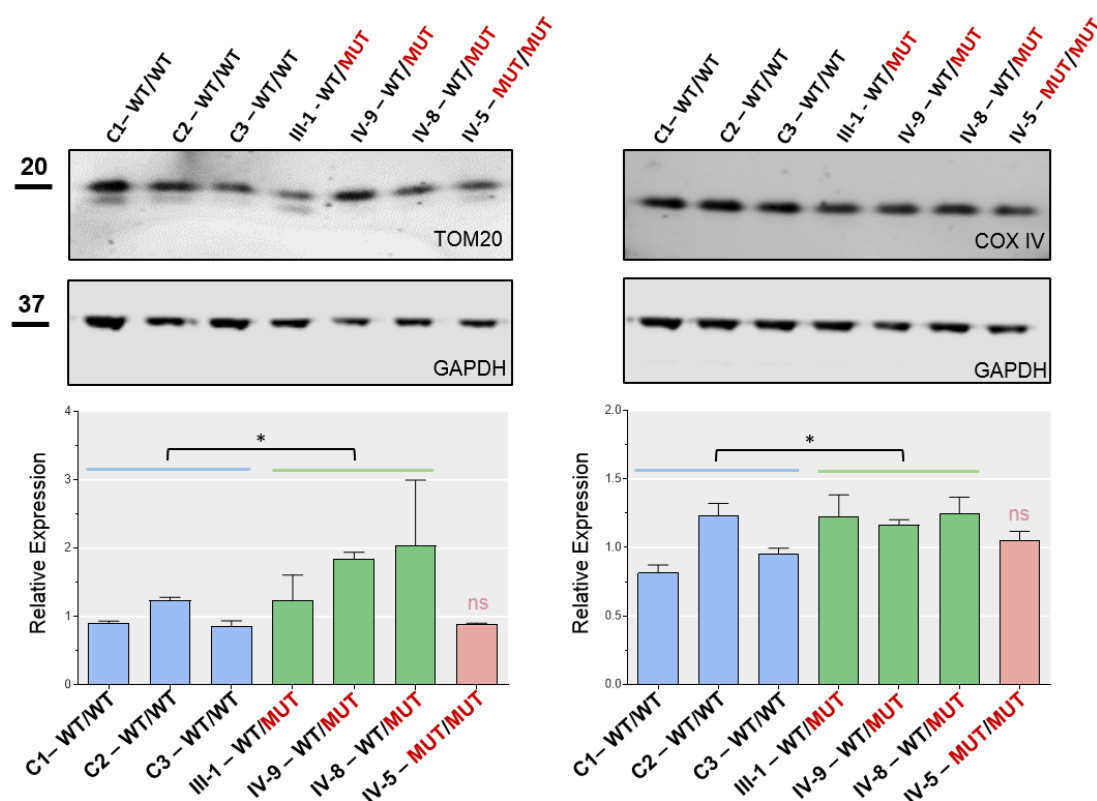 C1– WT/WT
C2 – WT/WT
C3 – WT/WT
III-1 - WT/MUT
IV-9 – WT/MUT
IV-8 – WT/MUT
IV-5 – MUT/MUT
20
TOM20
37
GAPDH
Relative Expression
4
3
2
1
0
*
ns
C1– WT/WT
C2 – WT/WT
C3 – WT/WT
III-1 – WT/MUT
IV-9 – WT/MUT
IV-8 – WT/MUT
IV-5 – MUT/MUT
C1– WT/WT
C2 – WT/WT
C3 – WT/WT
III-1 - WT/MUT
IV-9 – WT/MUT
IV-8 – WT/MUT
IV-5 – MUT/MUT
COX IV
GAPDH
Relative Expression
2.0
1.5
1.0
0.5
0.0
*
ns
C1– WT/WT
C2 – WT/WT
C3 – WT/WT
III-1 – WT/MUT
IV-9 – WT/MUT
IV-8 – WT/MUT
IV-5 – MUT/MUT